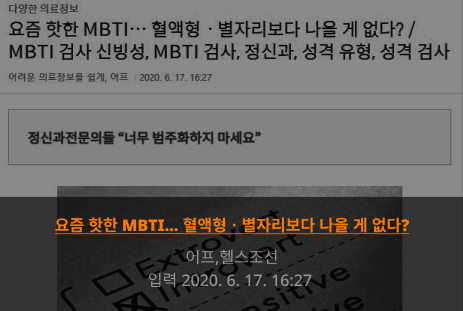 다양한 의료정보
요즘 핫한 MBTI… 혈액형 · 별자리보다 나을 게 없다? /
MBTI 검사 신빙성, MBTI 검사, 정신과, 성격 유형, 성격 검사
어려운 의료정보를 쉽게, 어프 | 2020. 6. 17. 16:27
정신과전문의들 “너무 범주화하지 마세요”
요즘 핫한 MBTI... 혈액형 · 별자리보다 나을 게 없다?
어프,헬스조선
입력 2020. 6. 17. 16:27
Extrovert
Introvert
sitive